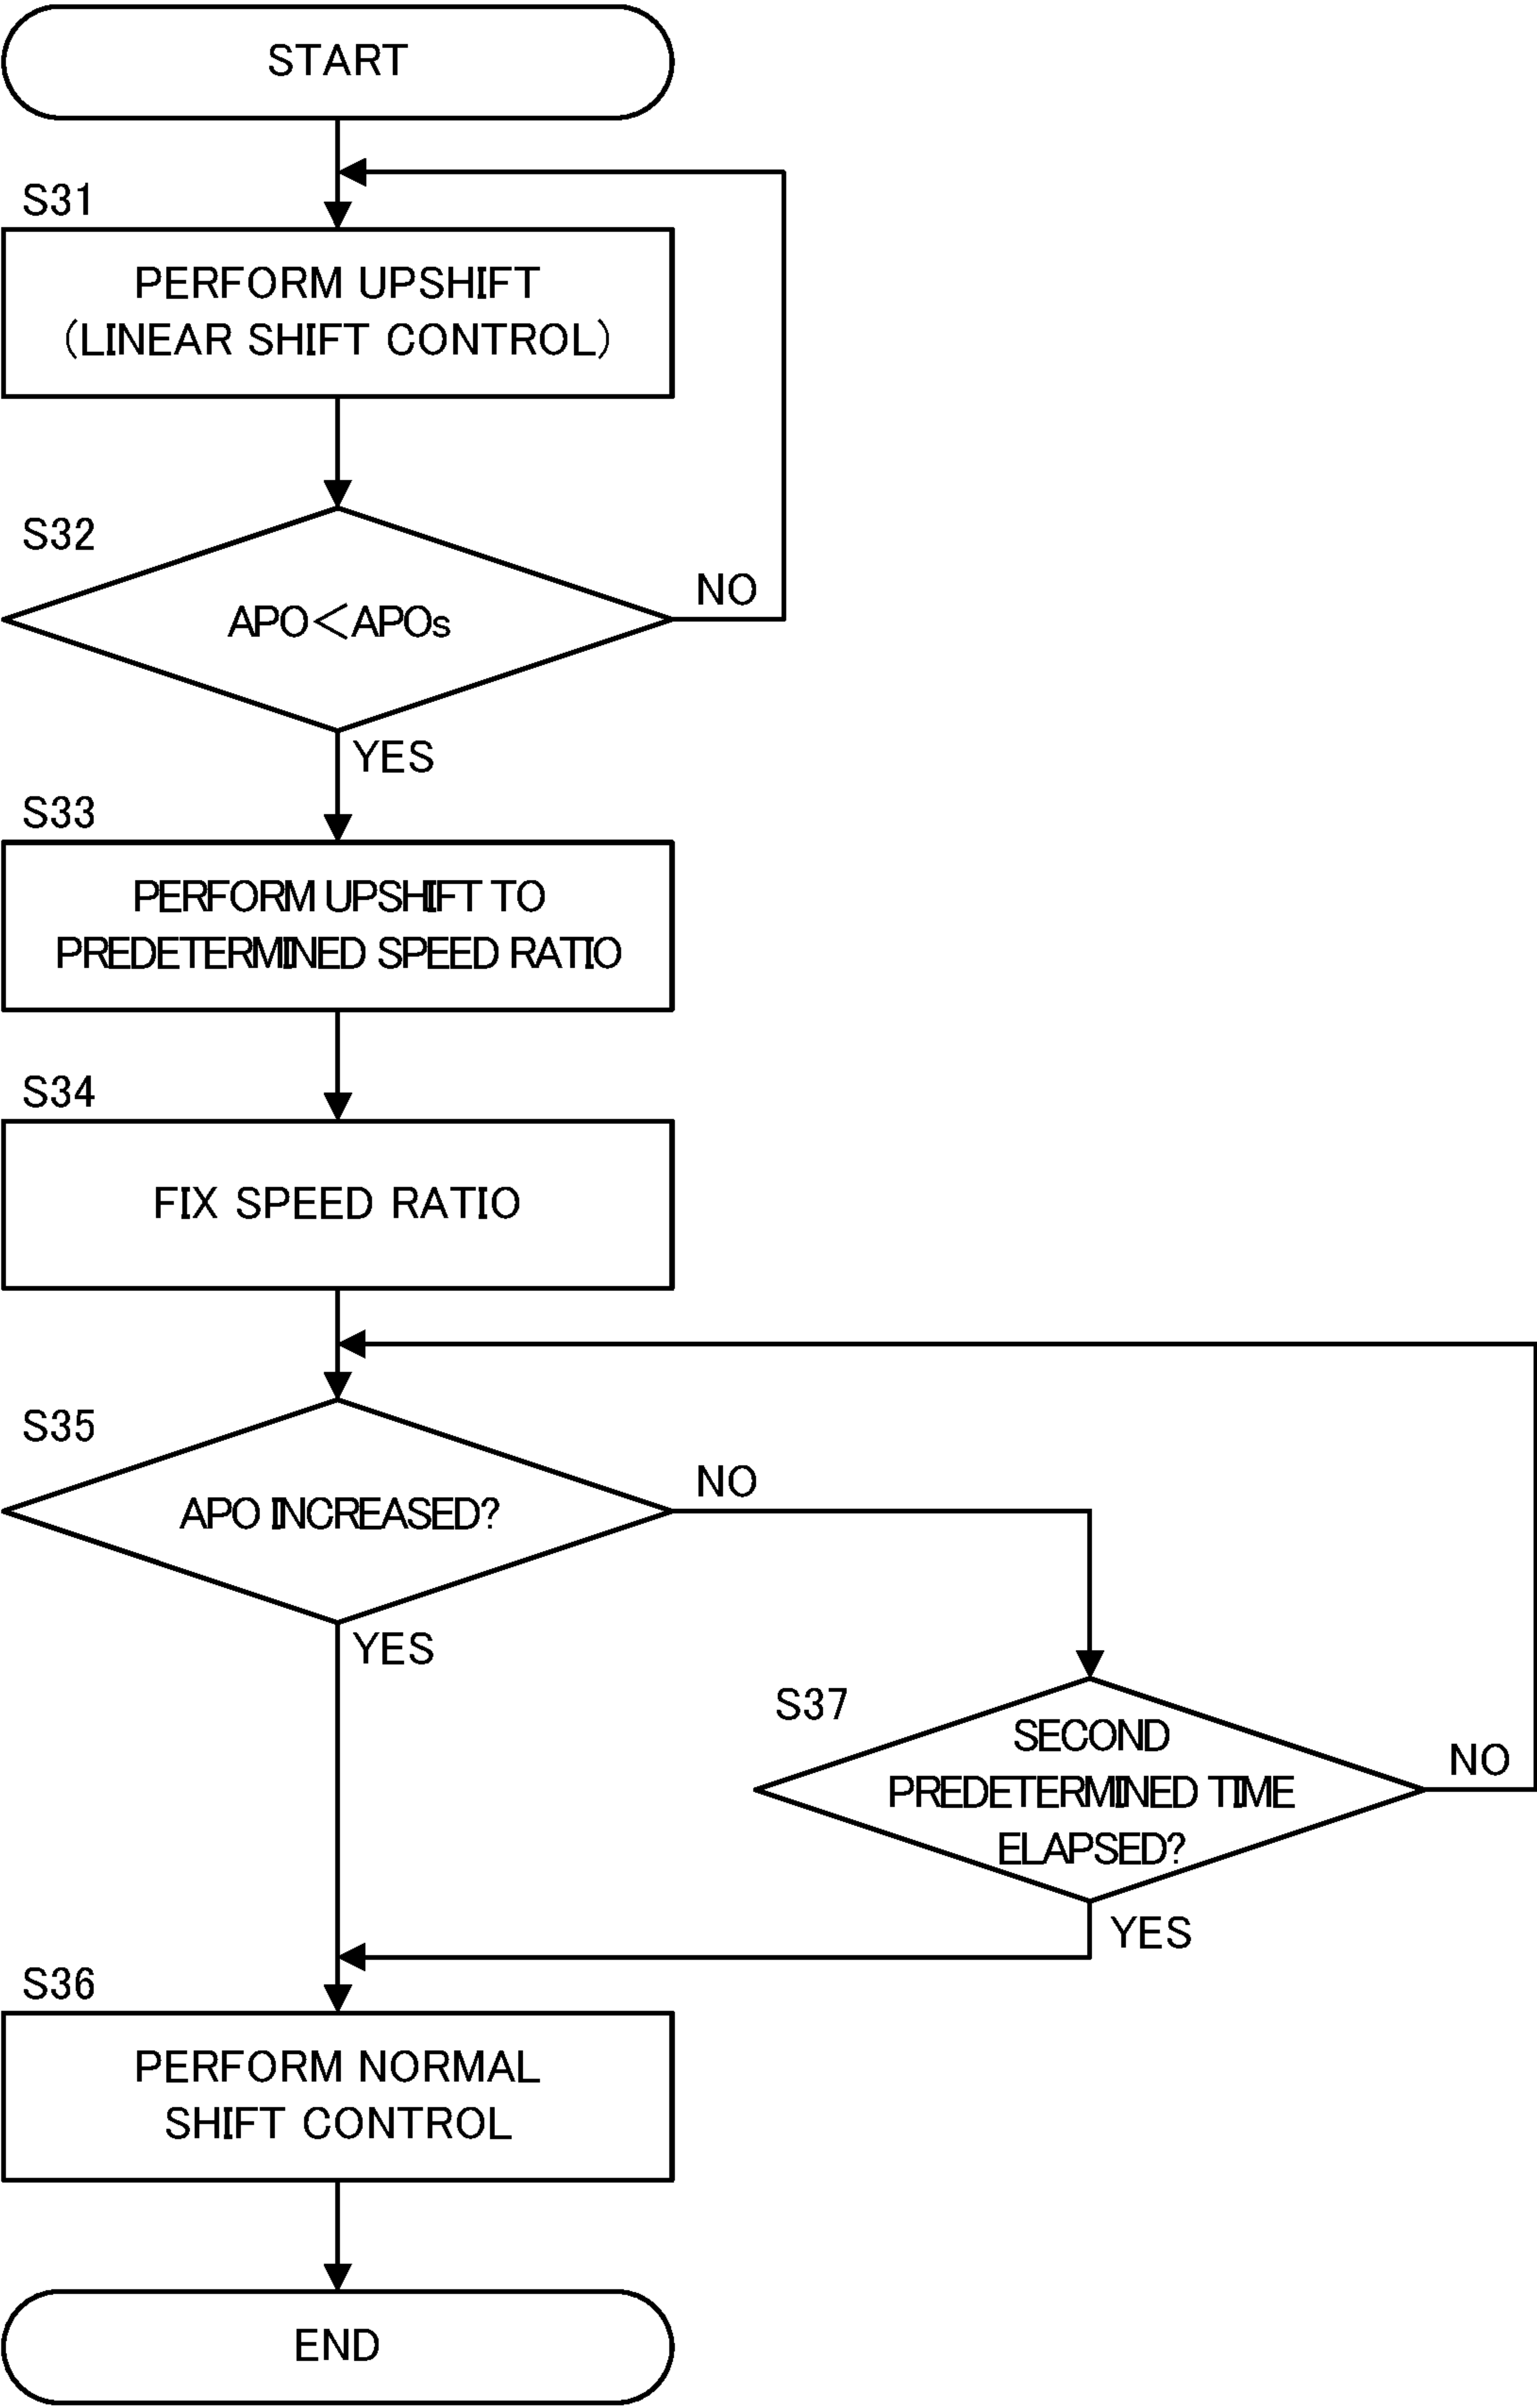 START
S31
PERFORM UPSHIFT
(LINEAR SHIFT CONTROL)
S32
APO<APOs
NO
YES
S33
PERFORM UPSHIFT TO
PREDETERMINED SPEED RATIO
S34
FIX SPEED RATIO
S35
APO INCREASED?
NO
YES
S37
SECOND
PREDETERMINED TIME
ELAPSED?
NO
YES
S36
PERFORM NORMAL
SHIFT CONTROL
END